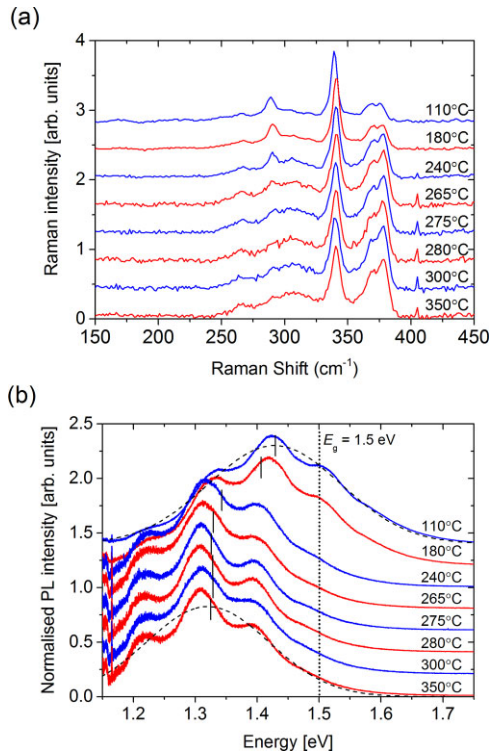 (a)
Raman intensity [arb. units]
4
3
2
1
0
110°C
180°C
240°C
265°C
275°C
280°C
300°C
350°C
150 200 250 300 350 400 450
Raman Shift (cm-1)
(b)
Normalised PL intensity [arb. units]
2.5
2.0
1.5
1.0
0.5
0.0
Eg = 1.5 eV
110°C
180°C
240°C
265°C
275°C
280°C
300°C
350°C
1.2 1.3 1.4 1.5 1.6 1.7
Energy [eV]